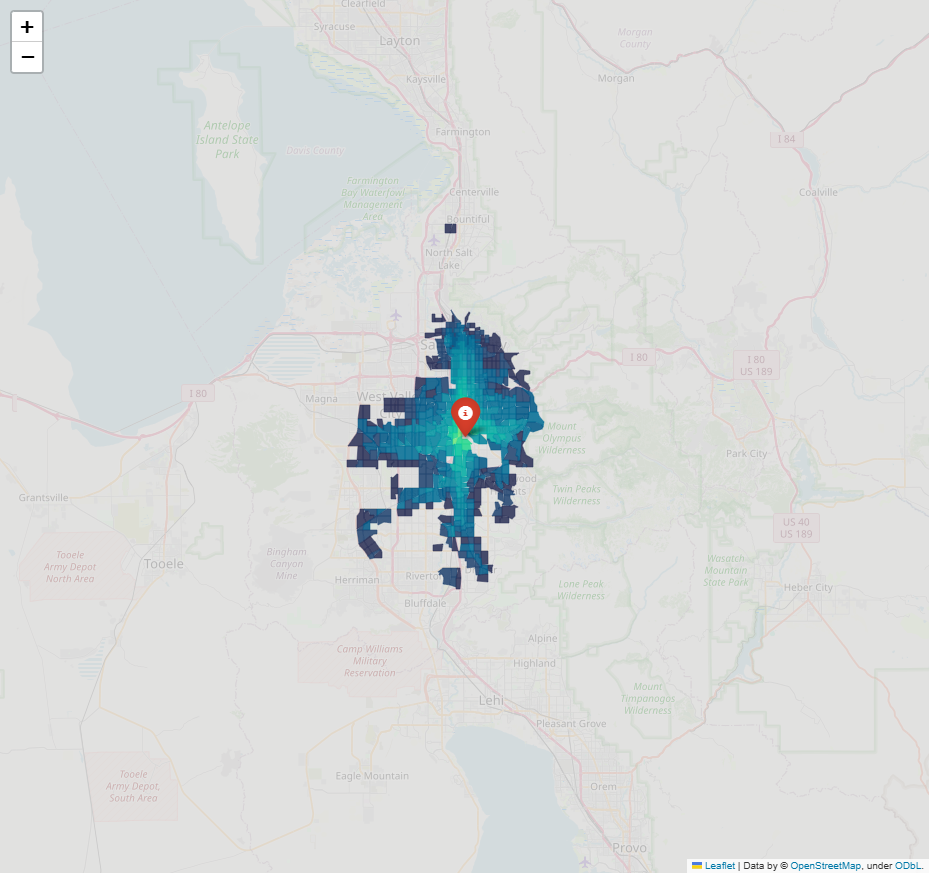 +
−
Clearfield
Syracuse
Layton
Morgan
County
Kaysville
Morgan
Antelope
Island State
Park
Farmington
I 84
Davis County
Farmington
Bay Waterfowl
Management
Area
Centerville
Coalville
Bountiful
North Salt
Lake
Sa
I 80
I 80
US 189
I 80
Magna
West Vall
City
i
Mount
Olympus
Wilderness
Park City
Grantsville
wood
hts
Twin Peaks
Wilderness
US 40
US 189
Tooele
Army Depot
North Area
Tooele
Bingham
Canyon
Mine
Herriman
Riverton
Lone Peak
Wilderness
Wasatch
Mountain
State Park
Heber City
Bluffdale
Alpine
Camp Williams
Military
Reservation
Highland
Lehi
Mount
Timpanogos
Wilderness
Pleasant Grove
Tooele
Army Depot,
South Area
Eagle Mountain
Orem
Provo
Leaflet | Data by © OpenStreetMap, under ODbL.